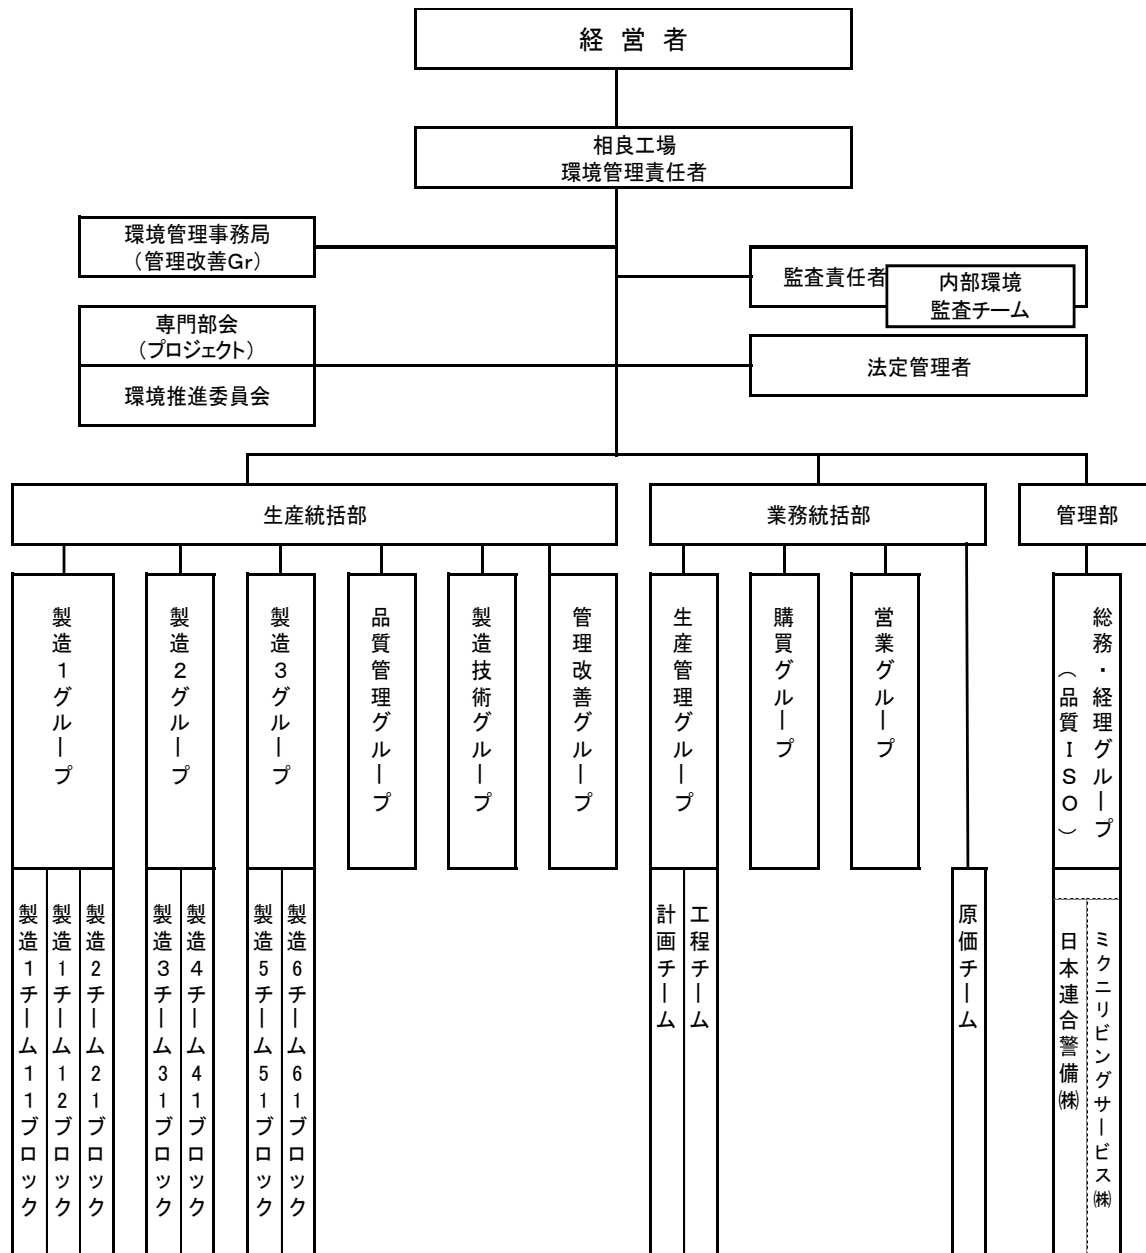 経営者
相良工場
環境管理責任者
環境管理事務局
（管理改善Gr）
監査責任者
内部環境
監査チーム
専門部会
（プロジェクト）
環境推進委員会
法定管理者
生産統括部
業務統括部
管理部
製造1グループ
製造2グループ
製造3グループ
品質管理グループ
製造技術グループ
管理改善グループ
生産管理グループ
購買グループ
営業グループ
総務・経理グループ
（品質ISO）
製造1チーム11ブロック
製造1チーム12ブロック
製造2チーム21ブロック
製造3チーム31ブロック
製造4チーム41ブロック
製造5チーム51ブロック
製造6チーム61ブロック
計画チーム
工程チーム
原価チーム
日本連合警備㈱
ミクニリビングサービス㈱